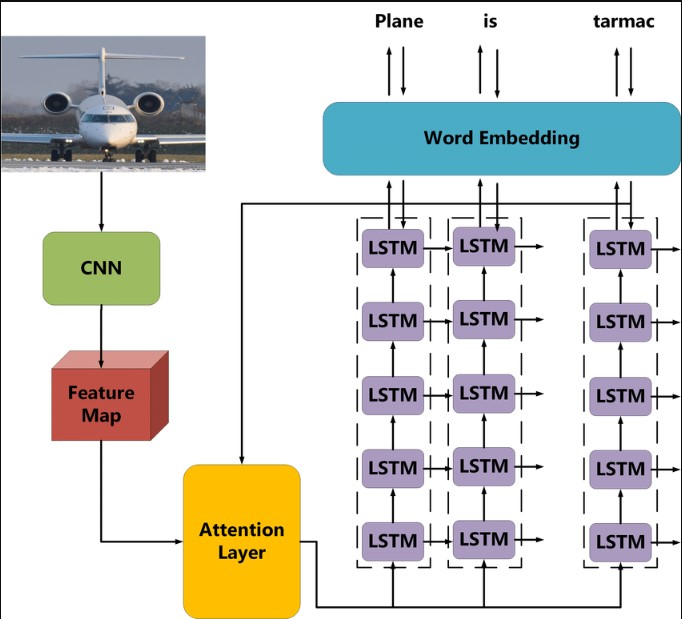 Plane is tarmac
Word Embedding
CNN
Feature
Map
Attention
Layer
LSTM LSTM LSTM
LSTM LSTM LSTM
LSTM LSTM LSTM
LSTM LSTM LSTM
LSTM LSTM LSTM